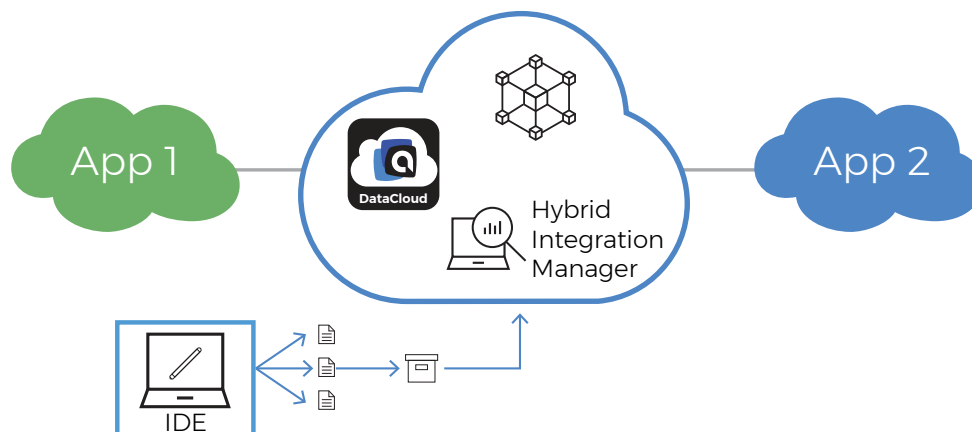 App 1
DataCloud
Hybrid
Integration
Manager
App 2
IDE